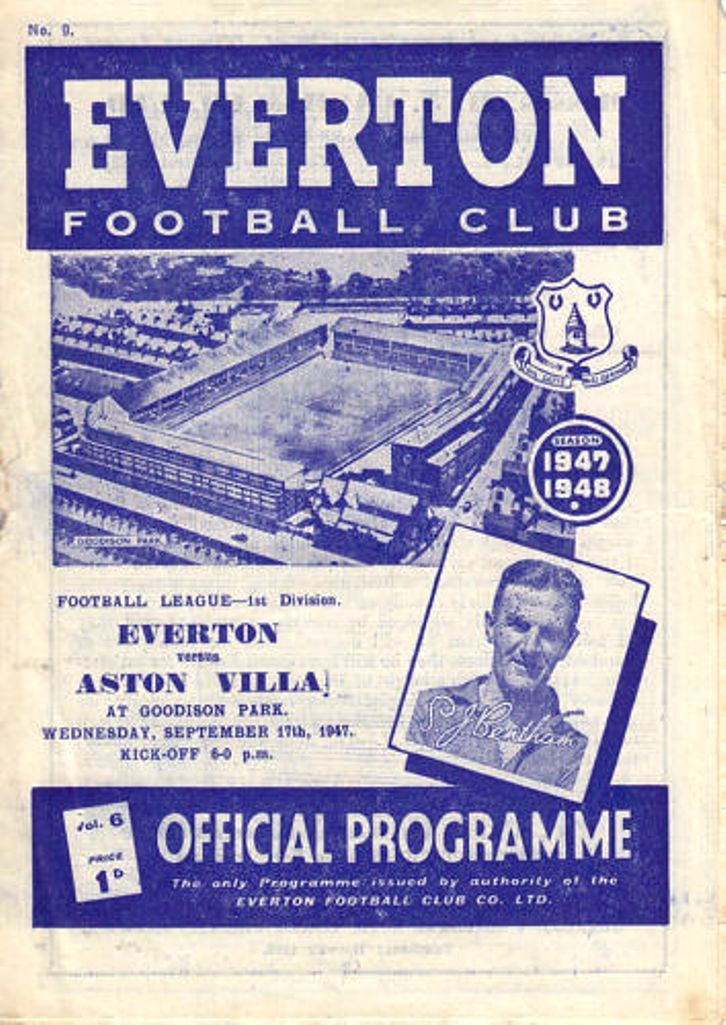 No. 9.
EVERTON
FOOTBALL CLUB
SEASON
1947
1948
GOODISON PARK
FOOTBALL LEAGUE—1st Division.
EVERTON
versus
ASTON VILLA
AT GOODISON PARK.
WEDNESDAY, SEPTEMBER 17th, 1947.
KICK-OFF 6-0 p.m.
Vol. 6
PRICE
1D
OFFICIAL PROGRAMME
The only Programme issued by authority of the
EVERTON FOOTBALL CLUB CO. LTD.